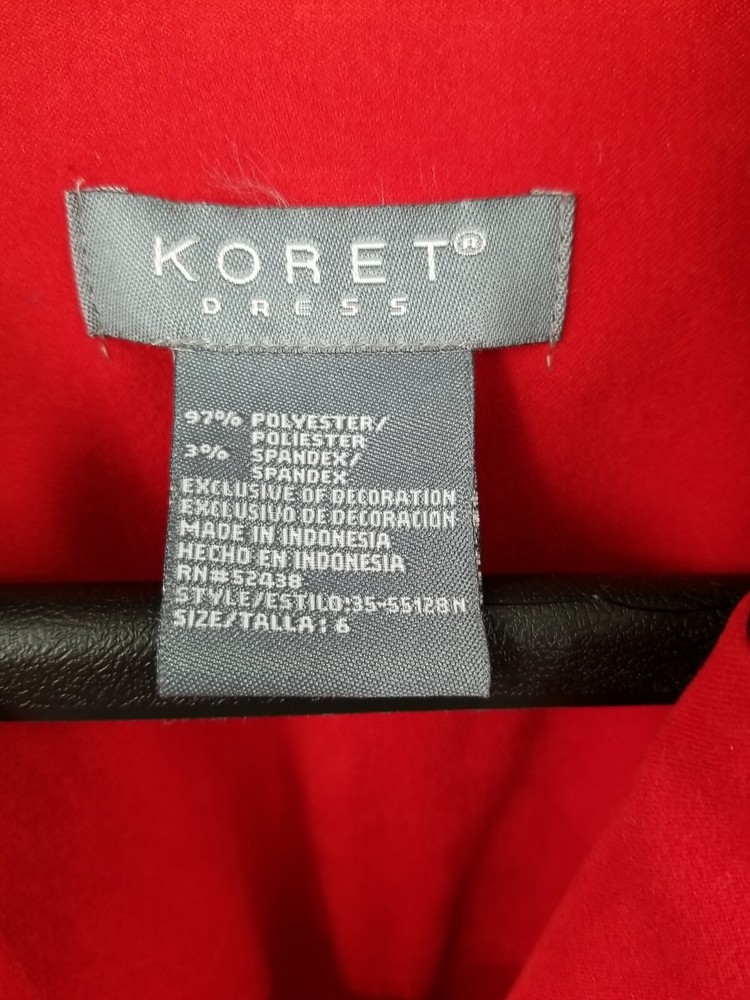 KORET®
DRESS
97% POLYESTER/
POLIESTER
3% SPANDEX/
SPANDEX
EXCLUSIVE OF DECORATION
EXCLUSIVO DE DECORACION
MADE IN INDONESIA
HECHO EN INDONESIA
RN#52438
STYLE/ESTILO:35-55128H
SIZE/TALLA: 6